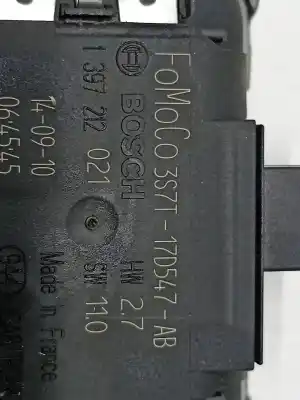 FoMoCo 3S7T-17D547-AB
BOSCH HW 2.7
1 397 212 021 SW 11.0
14-09-10 Made in France
064545